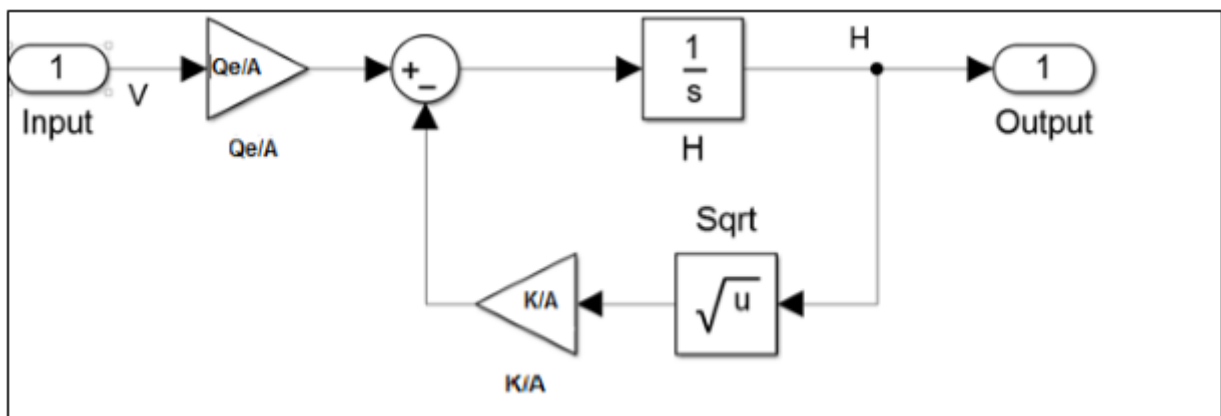 1
Input
V
Qe/A
Qe/A
+
−
1
s
H
H
1
Output
Sqrt
√u
K/A
K/A